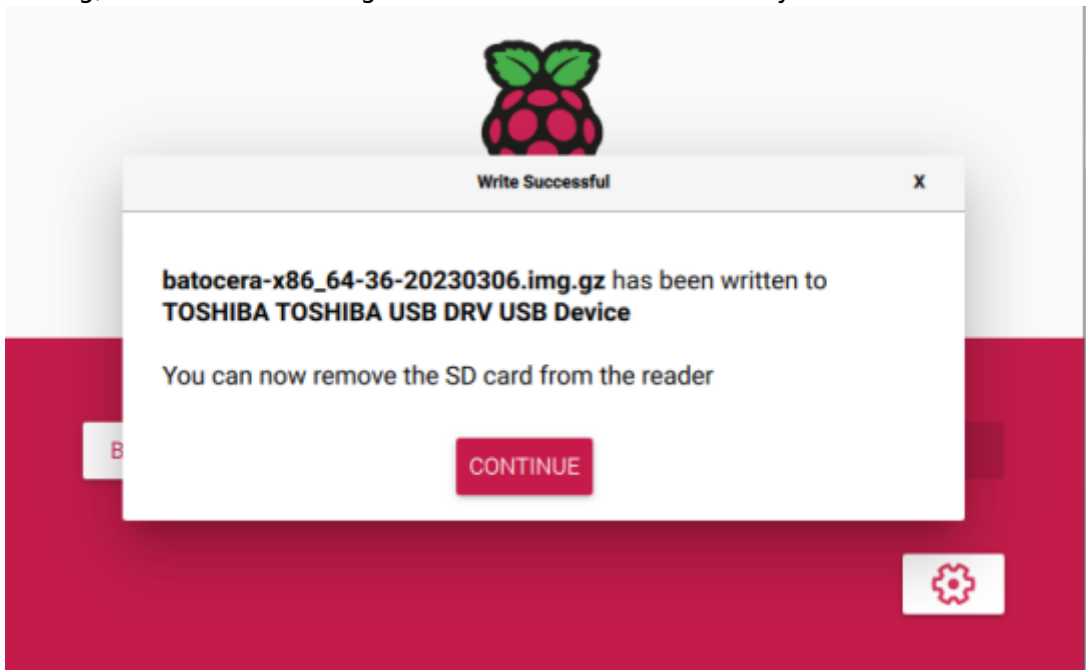 Write Successful X
batocera-x86_64-36-20230306.img.gz has been written to
TOSHIBA TOSHIBA USB DRV USB Device
You can now remove the SD card from the reader
B
CONTINUE